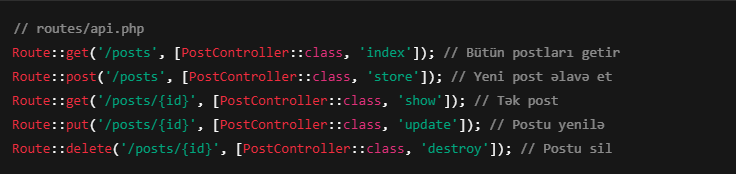 // routes/api.php
Route::get('/posts', [PostController::class, 'index']); // Bütün postları getir
Route::post('/posts', [PostController::class, 'store']); // Yeni post əlavə et
Route::get('/posts/{id}', [PostController::class, 'show']); // Tək post
Route::put('/posts/{id}', [PostController::class, 'update']); // Postu yenilə
Route::delete('/posts/{id}', [PostController::class, 'destroy']); // Postu sil